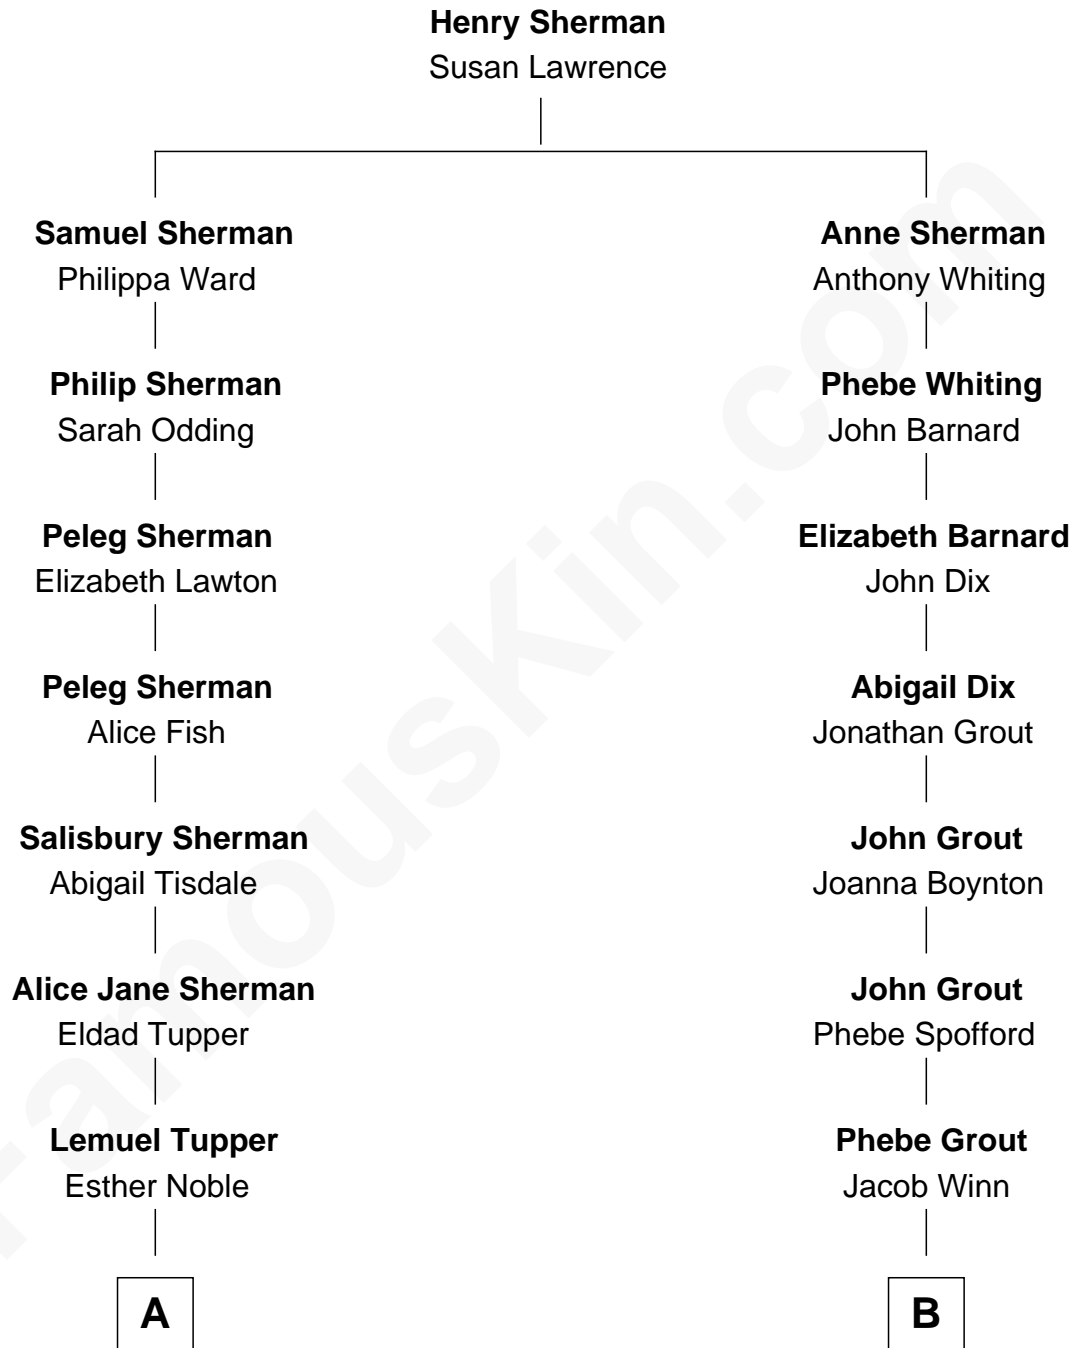 Henry Sherman
Susan Lawrence
Samuel Sherman
Philippa Ward
Anne Sherman
Anthony Whiting
Philip Sherman
Sarah Odding
Phebe Whiting
John Barnard
Peleg Sherman
Elizabeth Lawton
Elizabeth Barnard
John Dix
Peleg Sherman
Alice Fish
Abigail Dix
Jonathan Grout
Salisbury Sherman
Abigail Tisdale
John Grout
Joanna Boynton
Alice Jane Sherman
Eldad Tupper
John Grout
Phebe Spofford
Lemuel Tupper
Esther Noble
Phebe Grout
Jacob Winn
A
B
FamousKin.com